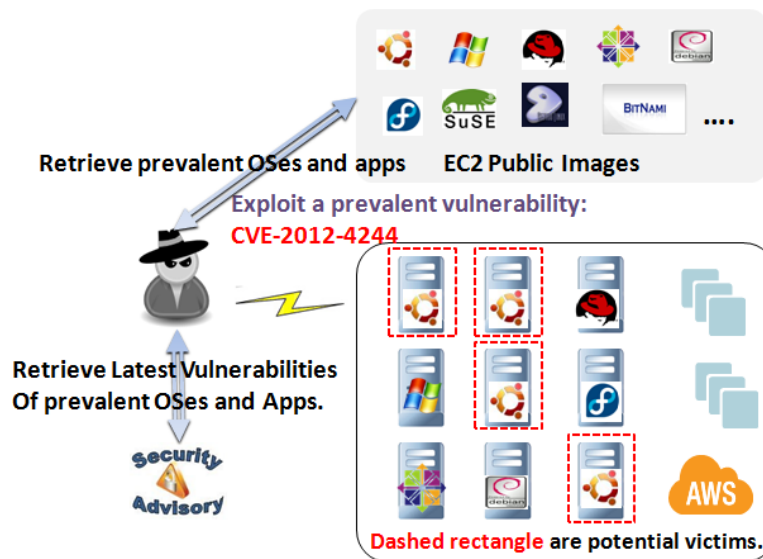 debian
SuSE
BITNAMI
....
Retrieve prevalent OSes and apps
EC2 Public Images
Exploit a prevalent vulnerability:
CVE-2012-4244
Retrieve Latest Vulnerabilities
Of prevalent OSes and Apps.
Security
Advisory
debian
AWS
Dashed rectangle are potential victims.